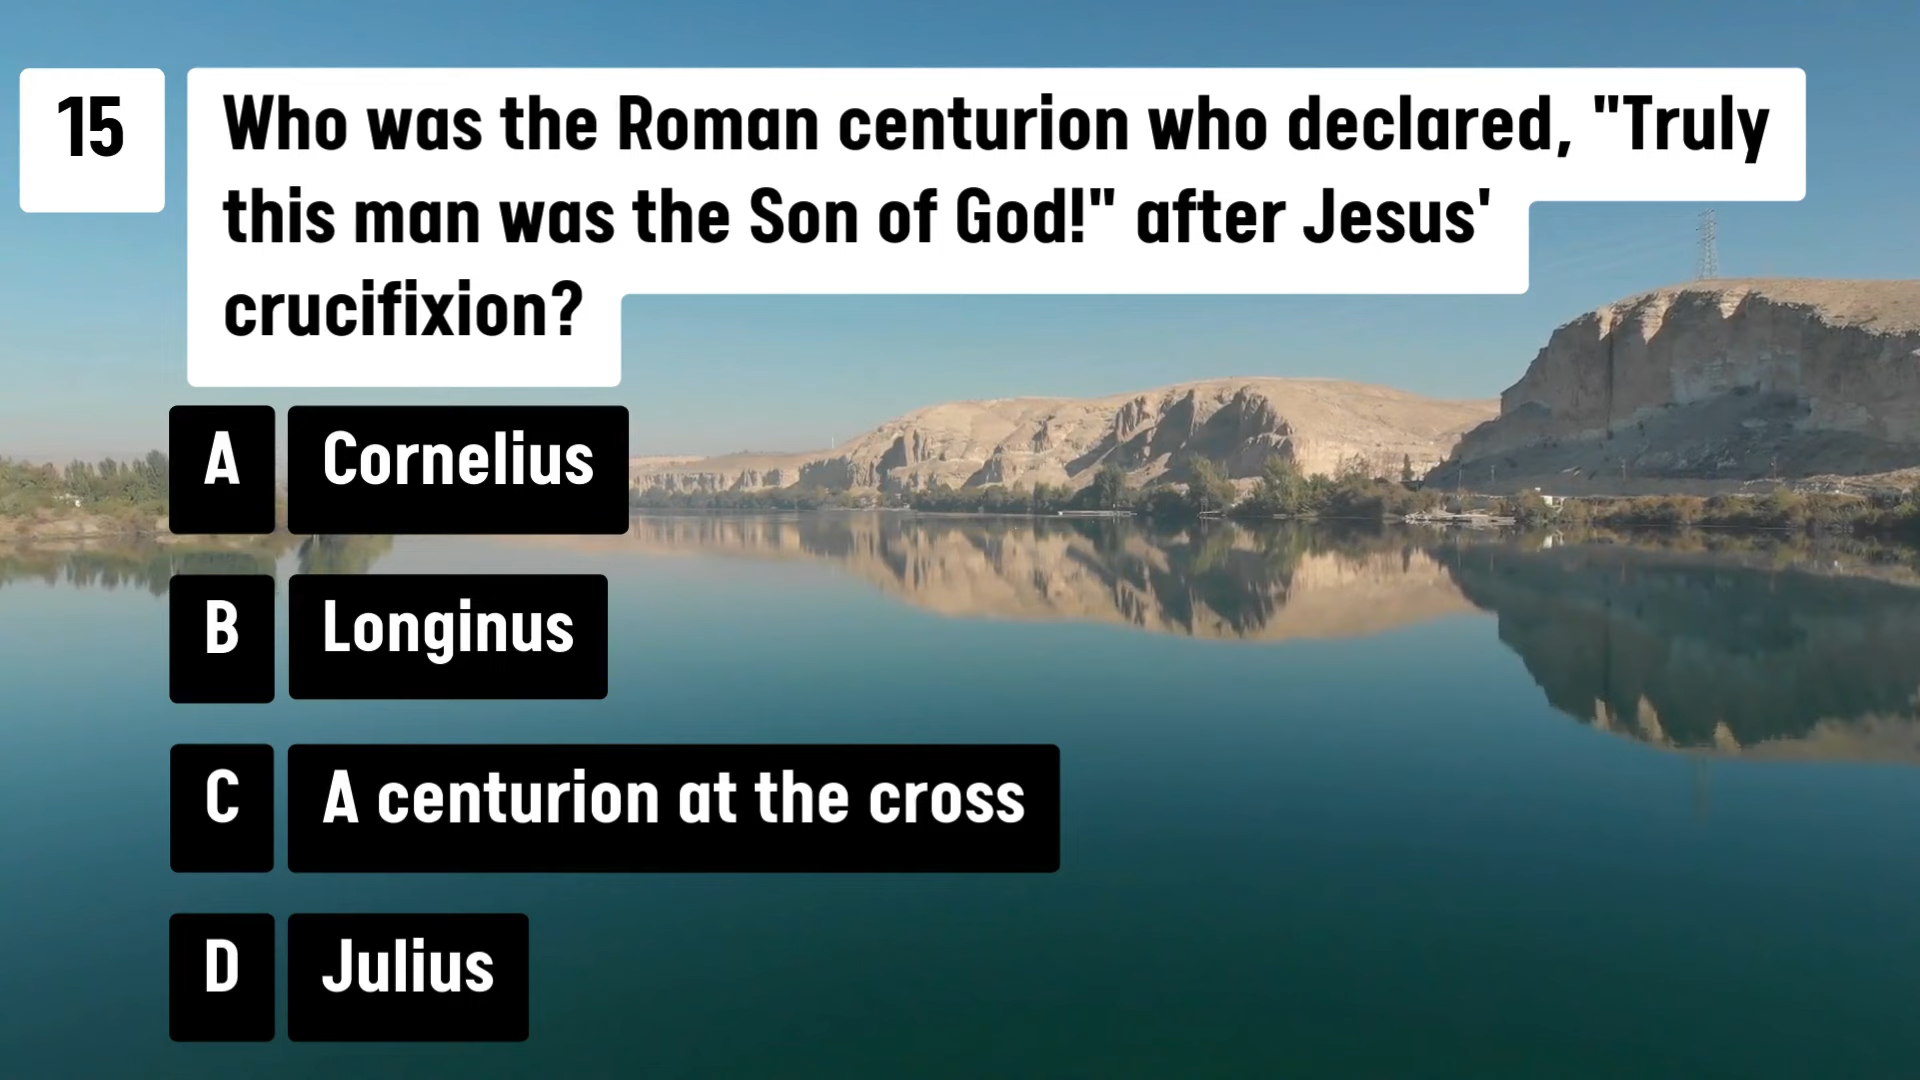 15
Who was the Roman centurion who declared, "Truly
this man was the Son of God!" after Jesus'
crucifixion?
A Cornelius
B Longinus
C A centurion at the cross
D Julius